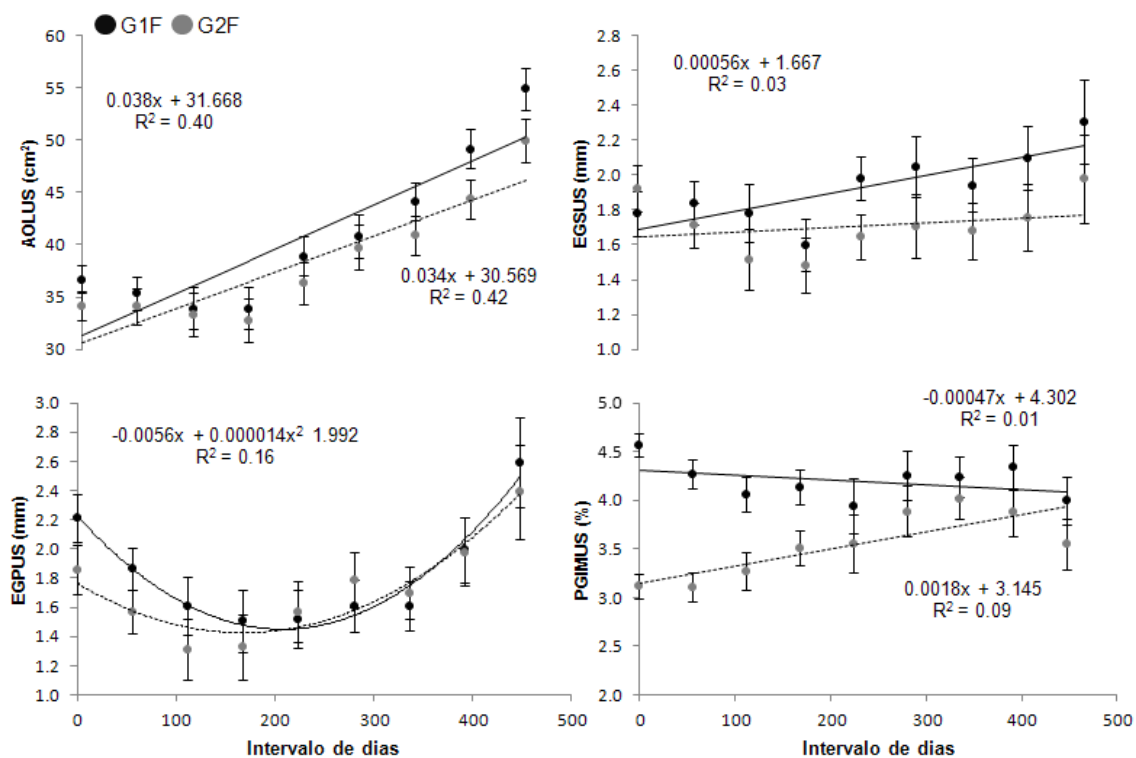 G1F G2F
AOLUS (cm²)
60
55
50
45
40
35
30
0.038x + 31.668
R² = 0.40
0.034x + 30.569
R² = 0.42
EGSUS (mm)
2.8
2.6
2.4
2.2
2.0
1.8
1.6
1.4
1.2
1.0
0.00056x + 1.667
R² = 0.03
EGPUS (mm)
3.0
2.8
2.6
2.4
2.2
2.0
1.8
1.6
1.4
1.2
1.0
-0.0056x + 0.000014x² 1.992
R² = 0.16
0 100 200 300 400 500
Intervalo de dias
PGIMUS (%)
5.0
4.5
4.0
3.5
3.0
2.5
2.0
-0.00047x + 4.302
R² = 0.01
0.0018x + 3.145
R² = 0.09
0 100 200 300 400 500
Intervalo de dias